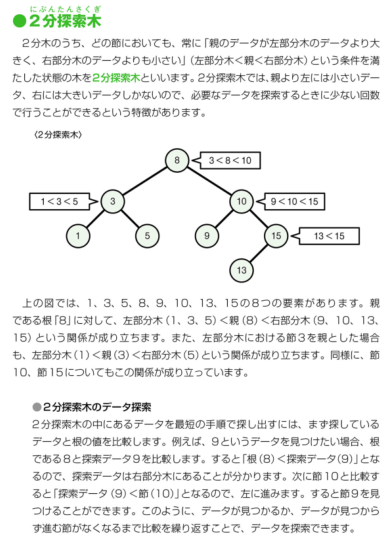 にぶんたんさくぎ
●2分探索木
2分木のうち、どの節においても、常に「親のデータが左部分木のデータより大
きく、右部分木のデータよりも小さい」(左部分木<親<右部分木)という条件を満
たした状態の木を2分探索木といいます。2分探索木では、親より左には小さいデー
タ、右には大きいデータしかないので、必要なデータを探索するときに少ない回数
で行うことができるという特徴があります。
〈2分探索木〉
8
3<8<10
1<3<5
3
10
9<10<15
1
5
9
15
13<15
13
上の図では、1、3、5、8、9、10、13、15の8つの要素があります。親
である根「8」に対して、左部分木(1、3、5)<親(8)<右部分木(9、10、13、
15)という関係が成り立ちます。また、左部分木における節3を親とした場合
も、左部分木(1)<親(3)<右部分木(5)という関係が成り立ちます。同様に、節
10、節15についてもこの関係が成り立っています。
●2分探索木のデータ探索
2分探索木の中にあるデータを最短の手順で探し出すには、まず探している
データと根の値を比較します。例えば、9というデータを見つけたい場合、根
である8と探索データ9を比較します。すると「根(8)<探索データ(9)」とな
るので、探索データは右部分木にあることが分かります。次に節10と比較す
ると「探索データ(9)<節(10)」となるので、左に進みます。すると節9を見
つけることができます。このように、データが見つかるか、データが見つから
ず進む節がなくなるまで比較を繰り返すことで、データを探索できます。